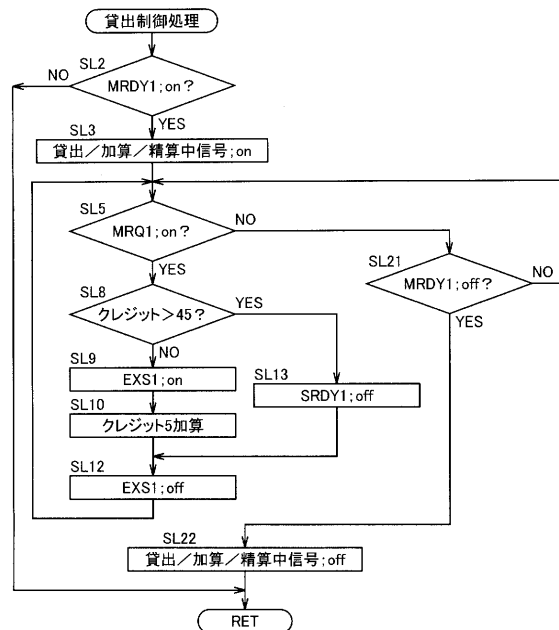 貸出制御処理
SL2
NO
MRDY1;on?
YES
SL3
貸出/加算/精算中信号;on
SL5
MRQ1;on?
NO
YES
SL21
MRDY1;off?
NO
YES
SL8
クレジット>45?
YES
NO
SL9
EXS1;on
SL13
SRDY1;off
SL10
クレジット5加算
SL12
EXS1;off
SL22
貸出/加算/精算中信号;off
RET